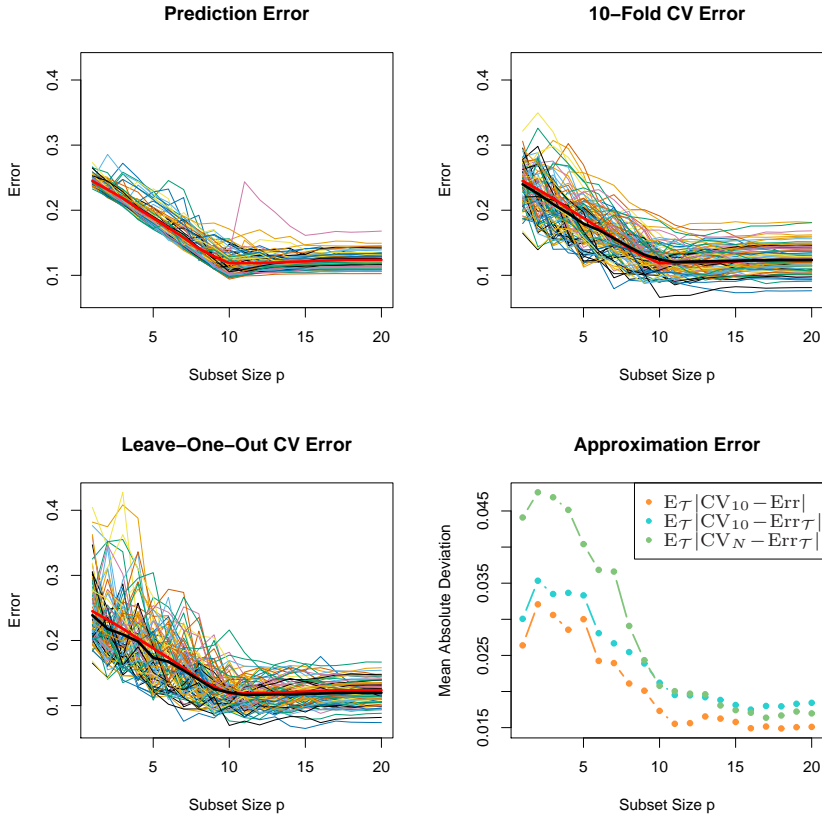 Prediction Error
Error
0.1 0.2 0.3 0.4
5 10 15 20
Subset Size p
10−Fold CV Error
Error
0.1 0.2 0.3 0.4
5 10 15 20
Subset Size p
Leave−One−Out CV Error
Error
0.1 0.2 0.3 0.4
5 10 15 20
Subset Size p
Approximation Error
Mean Absolute Deviation
0.015 0.025 0.035 0.045
E𝒯|CV₁₀−Err|
E𝒯|CV₁₀−Err𝒯|
E𝒯|CV_N−Err𝒯|
5 10 15 20
Subset Size p